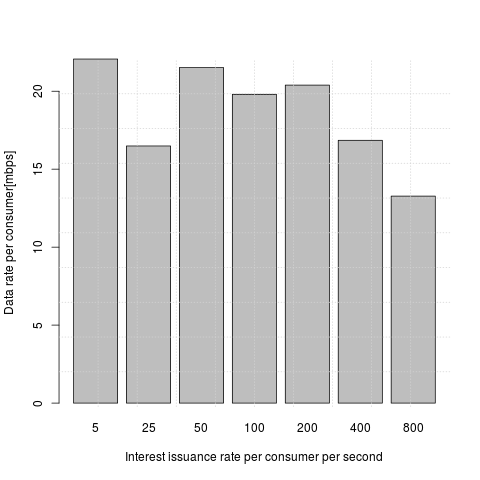 Data rate per consumer[mbps]
20
15
10
5
0
5 25 50 100 200 400 800
Interest issuance rate per consumer per second